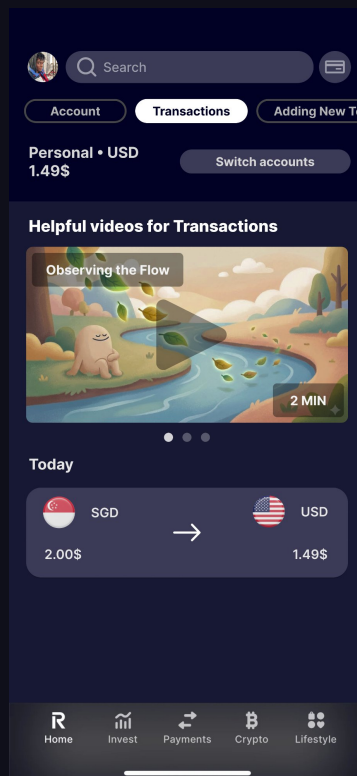 Search
Account
Transactions
Adding New T
Personal • USD
1.49$
Switch accounts
Helpful videos for Transactions
Observing the Flow
2 MIN
Today
SGD
USD
2.00$
1.49$
Home
Invest
Payments
Crypto
Lifestyle